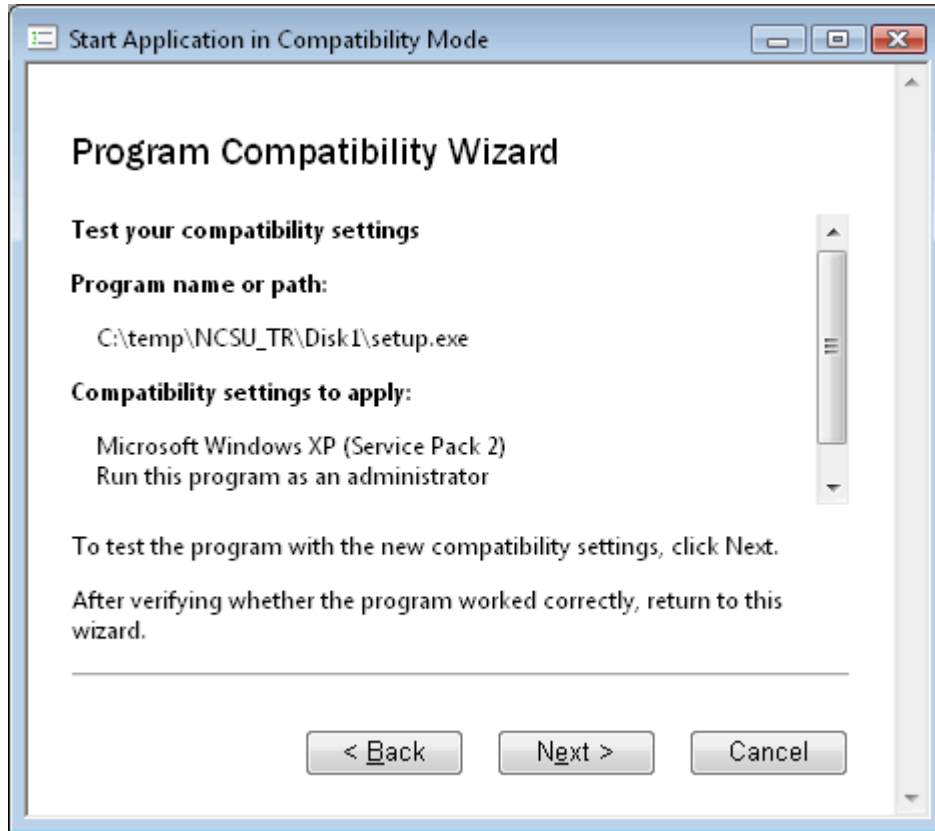 Start Application in Compatibility Mode
Program Compatibility Wizard
Test your compatibility settings
Program name or path:
C:\temp\NCSU_TR\Disk1\setup.exe
Compatibility settings to apply:
Microsoft Windows XP (Service Pack 2)
Run this program as an administrator
To test the program with the new compatibility settings, click Next.
After verifying whether the program worked correctly, return to this
wizard.
< Back Next > Cancel